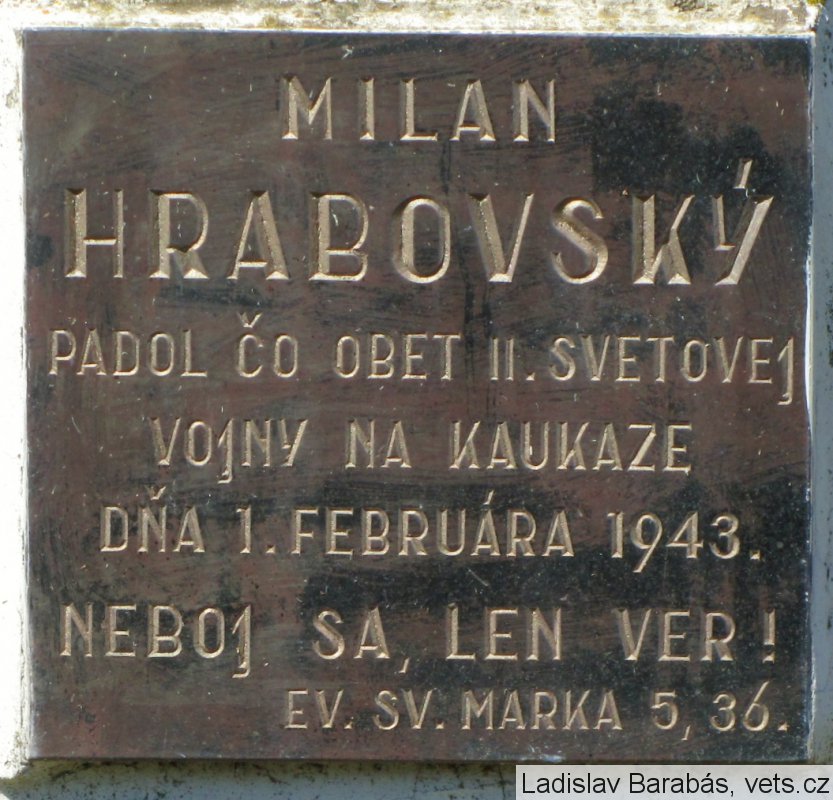 MILAN
HRABOVSKÝ
PADOL ČO OBET II. SVETOVEJ
VOJNY NA KAUKAZE
DŇA 1. FEBRUÁRA 1943.
NEBOJ SA, LEN VER!
EV. SV. MARKA 5, 36.
Ladislav Barabás, vets.cz